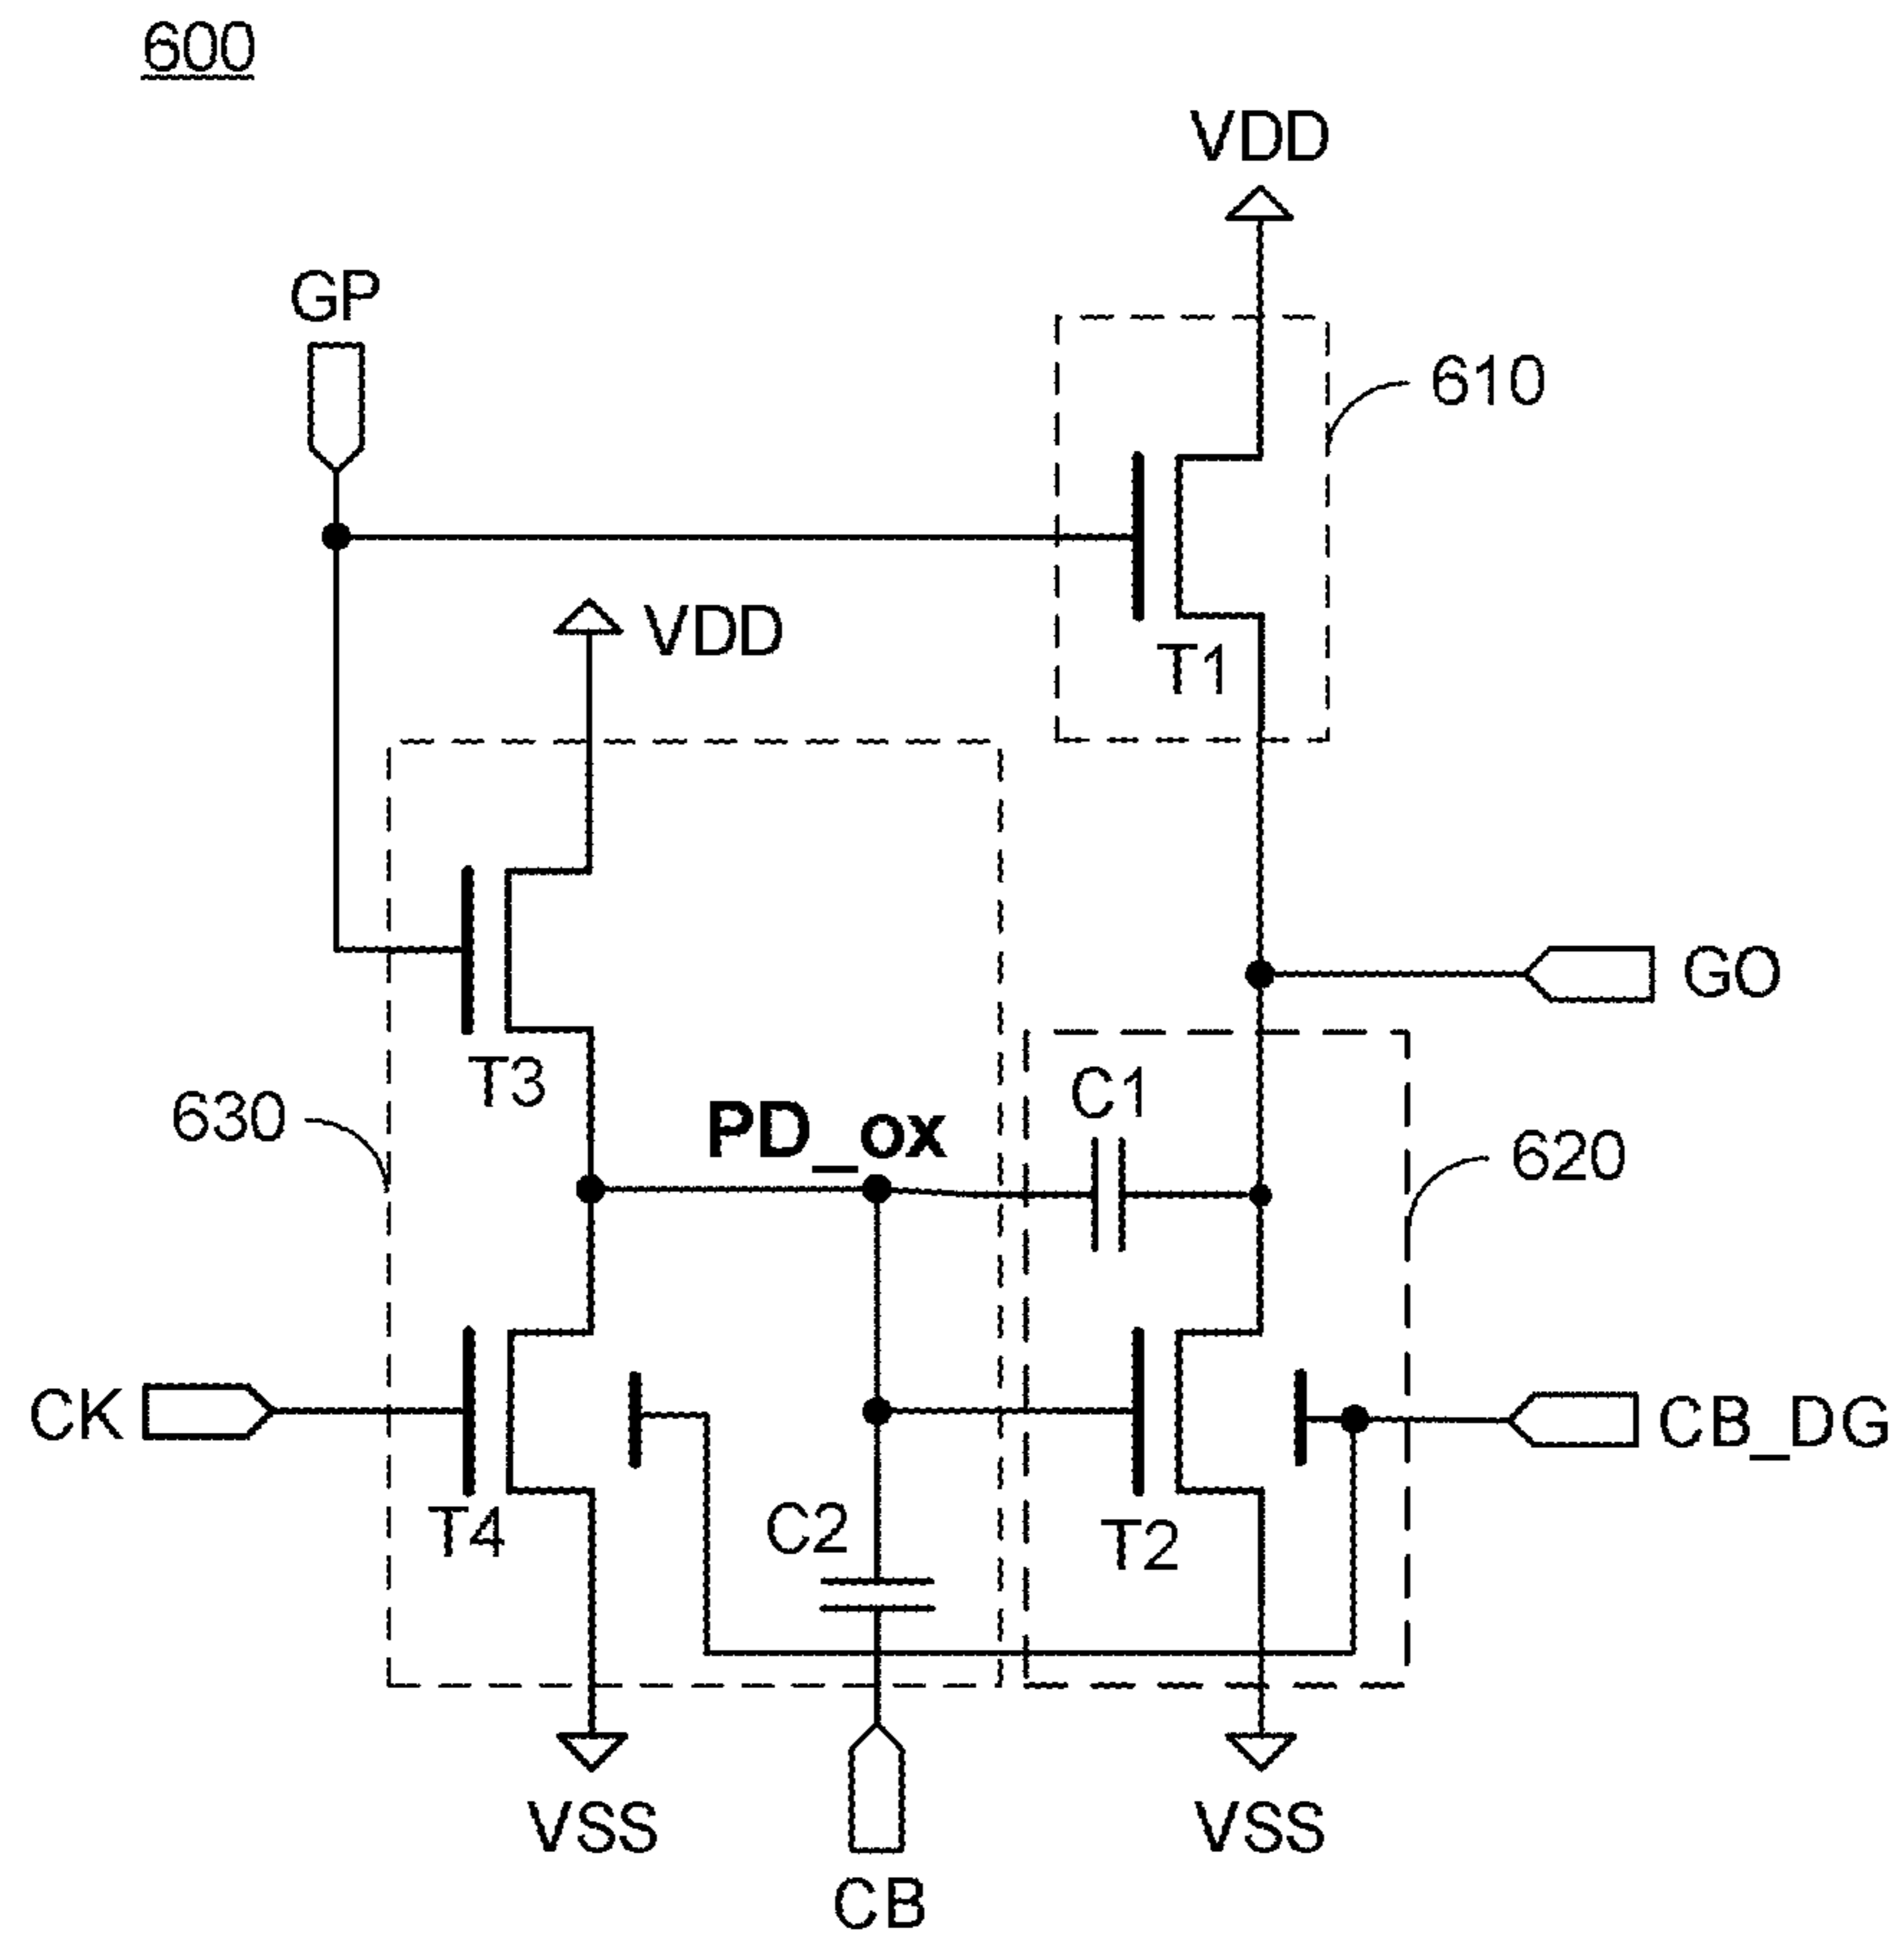 600
VDD
GP
610
T1
VDD
GO
T3
C1
630
PD_ox
620
CK
CB_DG
T4
C2
T2
VSS
VSS
CB